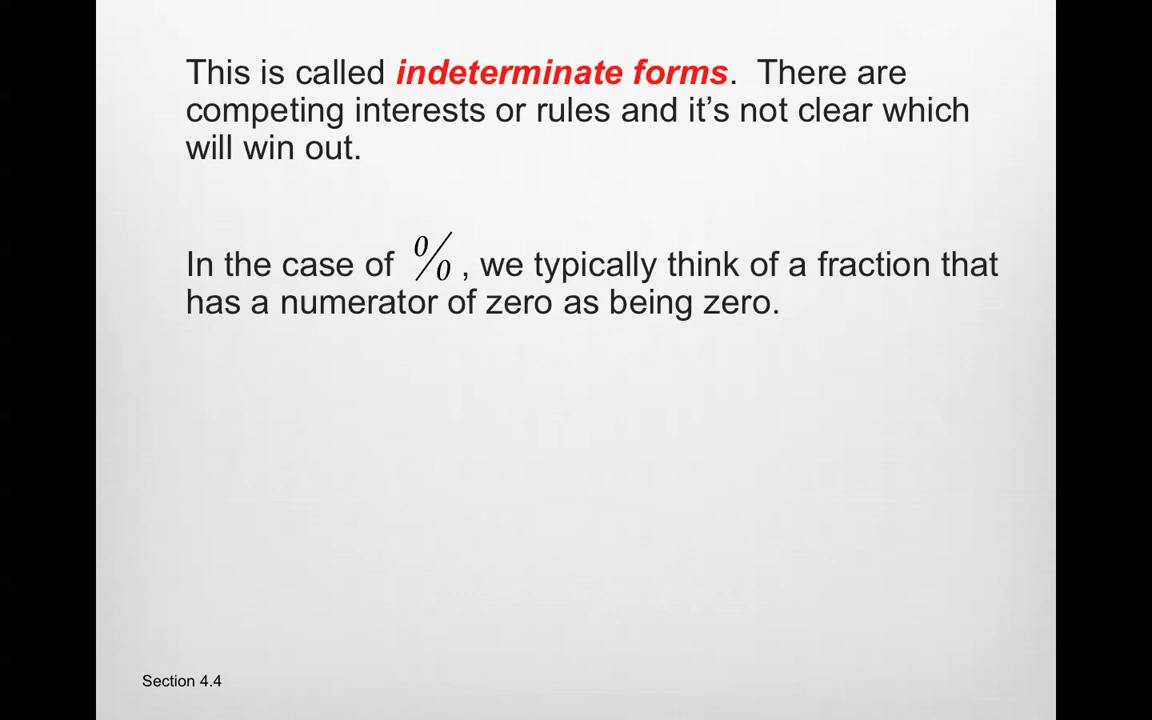 This is called indeterminate forms.  There are
competing interests or rules and it’s not clear which
will win out.
In the case of 0/0 , we typically think of a fraction that
has a numerator of zero as being zero.
Section 4.4